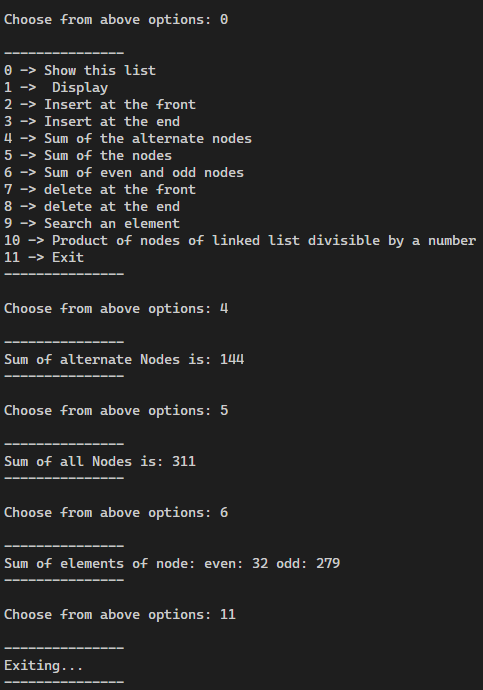 Choose from above options: 0
---------------
0 -> Show this list
1 ->  Display
2 -> Insert at the front
3 -> Insert at the end
4 -> Sum of the alternate nodes
5 -> Sum of the nodes
6 -> Sum of even and odd nodes
7 -> delete at the front
8 -> delete at the end
9 -> Search an element
10 -> Product of nodes of linked list divisible by a number
11 -> Exit
---------------
Choose from above options: 4
---------------
Sum of alternate Nodes is: 144
---------------
Choose from above options: 5
---------------
Sum of all Nodes is: 311
---------------
Choose from above options: 6
---------------
Sum of elements of node: even: 32 odd: 279
---------------
Choose from above options: 11
---------------
Exiting...
---------------